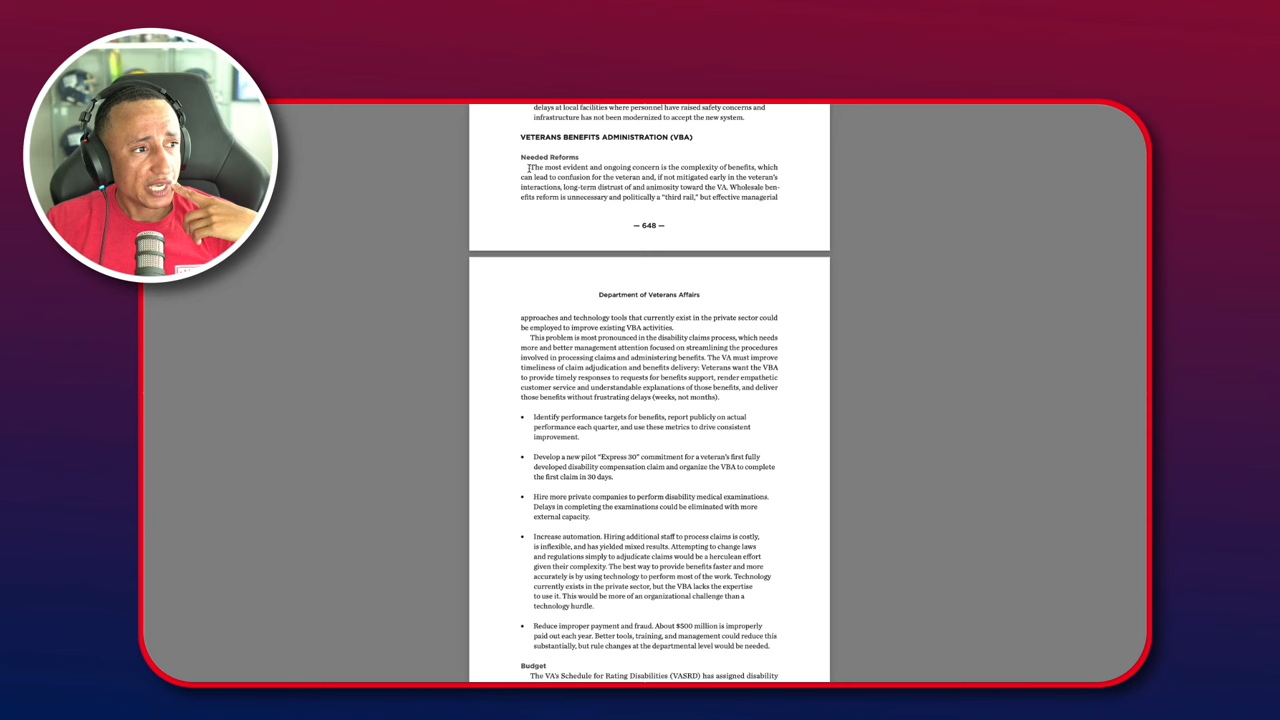 delays at local facilities where personnel have raised safety concerns and
infrastructure has not been modernized to accept the new system.
VETERANS BENEFITS ADMINISTRATION (VBA)
Needed Reforms
The most evident and ongoing concern is the complexity of benefits, which
can lead to confusion for the veteran and, if not mitigated early in the veteran's
interactions, long-term distrust of and animosity toward the VA. Wholesale ben-
efits reform is unnecessary and politically a “third rail,” but effective managerial
— 648 —
Department of Veterans Affairs
approaches and technology tools that currently exist in the private sector could
be employed to improve existing VBA activities.
This problem is most pronounced in the disability claims process, which needs
more and better management attention focused on streamlining the procedures
involved in processing claims and administering benefits. The VA must improve
timeliness of claim adjudication and benefits delivery: Veterans want the VBA
to provide timely responses to requests for benefits support, render empathetic
customer service and understandable explanations of those benefits, and deliver
those benefits without frustrating delays (weeks, not months).
• Identify performance targets for benefits, report publicly on actual
performance each quarter, and use these metrics to drive consistent
improvement.
• Develop a new pilot “Express 30” commitment for a veteran's first fully
developed disability compensation claim and organize the VBA to complete
the first claim in 30 days.
• Hire more private companies to perform disability medical examinations.
Delays in completing the examinations could be eliminated with more
external capacity.
• Increase automation. Hiring additional staff to process claims is costly,
is inflexible, and has yielded mixed results. Attempting to change laws
and regulations simply to adjudicate claims would be a herculean effort
given their complexity. The best way to provide benefits faster and more
accurately is by using technology to perform most of the work. Technology
currently exists in the private sector, but the VBA lacks the expertise
to use it. This would be more of an organizational challenge than a
technology hurdle.
• Reduce improper payment and fraud. About $500 million is improperly
paid out each year. Better tools, training, and management could reduce this
substantially, but rule changes at the departmental level would be needed.
Budget
The VA's Schedule for Rating Disabilities (VASRD) has assigned disability